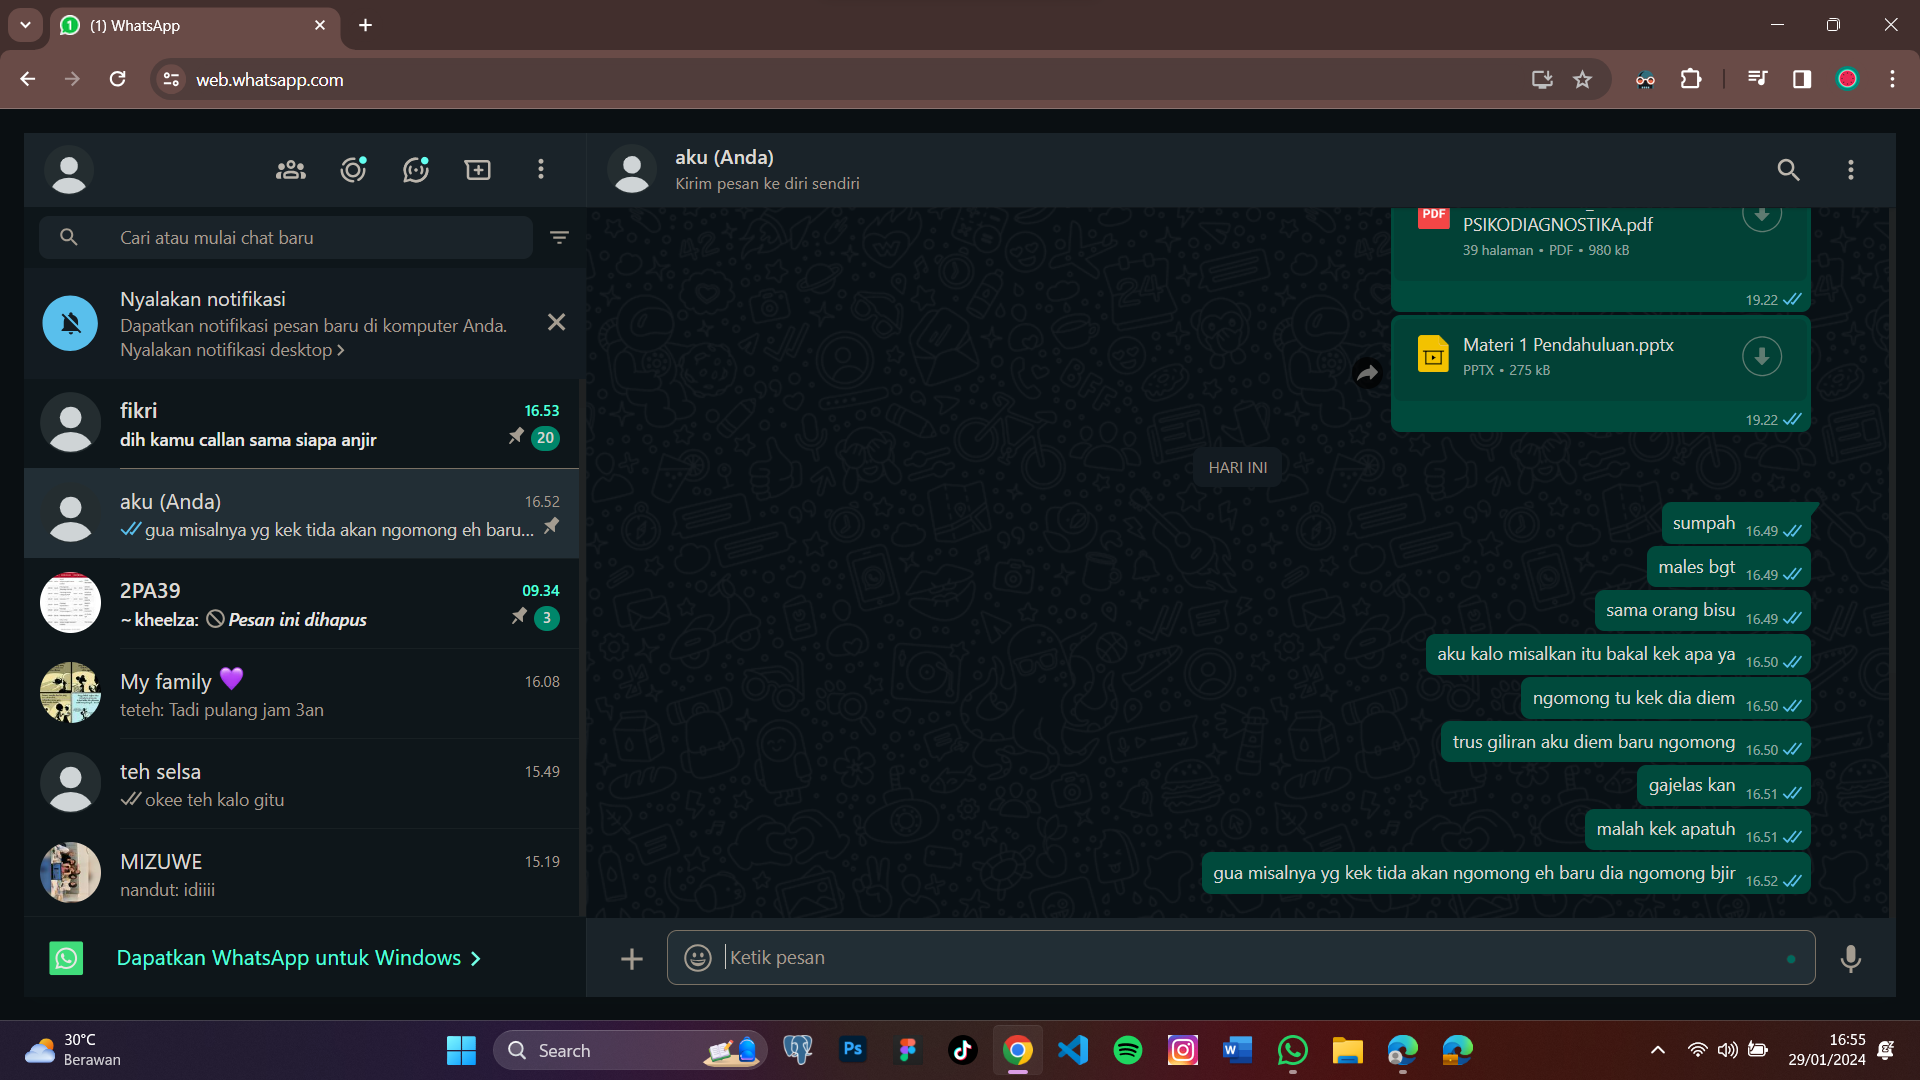 (1) WhatsApp
web.whatsapp.com
aku (Anda)
Kirim pesan ke diri sendiri
Cari atau mulai chat baru
Nyalakan notifikasi
Dapatkan notifikasi pesan baru di komputer Anda.
Nyalakan notifikasi desktop >
fikri
16.53
dih kamu callan sama siapa anjir
20
aku (Anda)
16.52
gua misalnya yg kek tida akan ngomong eh baru...
2PA39
09.34
~ kheelza: Pesan ini dihapus
3
My family 💜
16.08
teteh: Tadi pulang jam 3an
teh selsa
15.49
okee teh kalo gitu
MIZUWE
15.19
nandut: idiiii
Dapatkan WhatsApp untuk Windows >
PDF
PSIKODIAGNOSTIKA.pdf
39 halaman • PDF • 980 kB
19.22
Materi 1 Pendahuluan.pptx
PPTX • 275 kB
19.22
HARI INI
sumpah 16.49
males bgt 16.49
sama orang bisu 16.49
aku kalo misalkan itu bakal kek apa ya 16.50
ngomong tu kek dia diem 16.50
trus giliran aku diem baru ngomong 16.50
gajelas kan 16.51
malah kek apatuh 16.51
gua misalnya yg kek tida akan ngomong eh baru dia ngomong bjir 16.52
Ketik pesan
30°C
Berawan
Search
Ps
16:55
29/01/2024